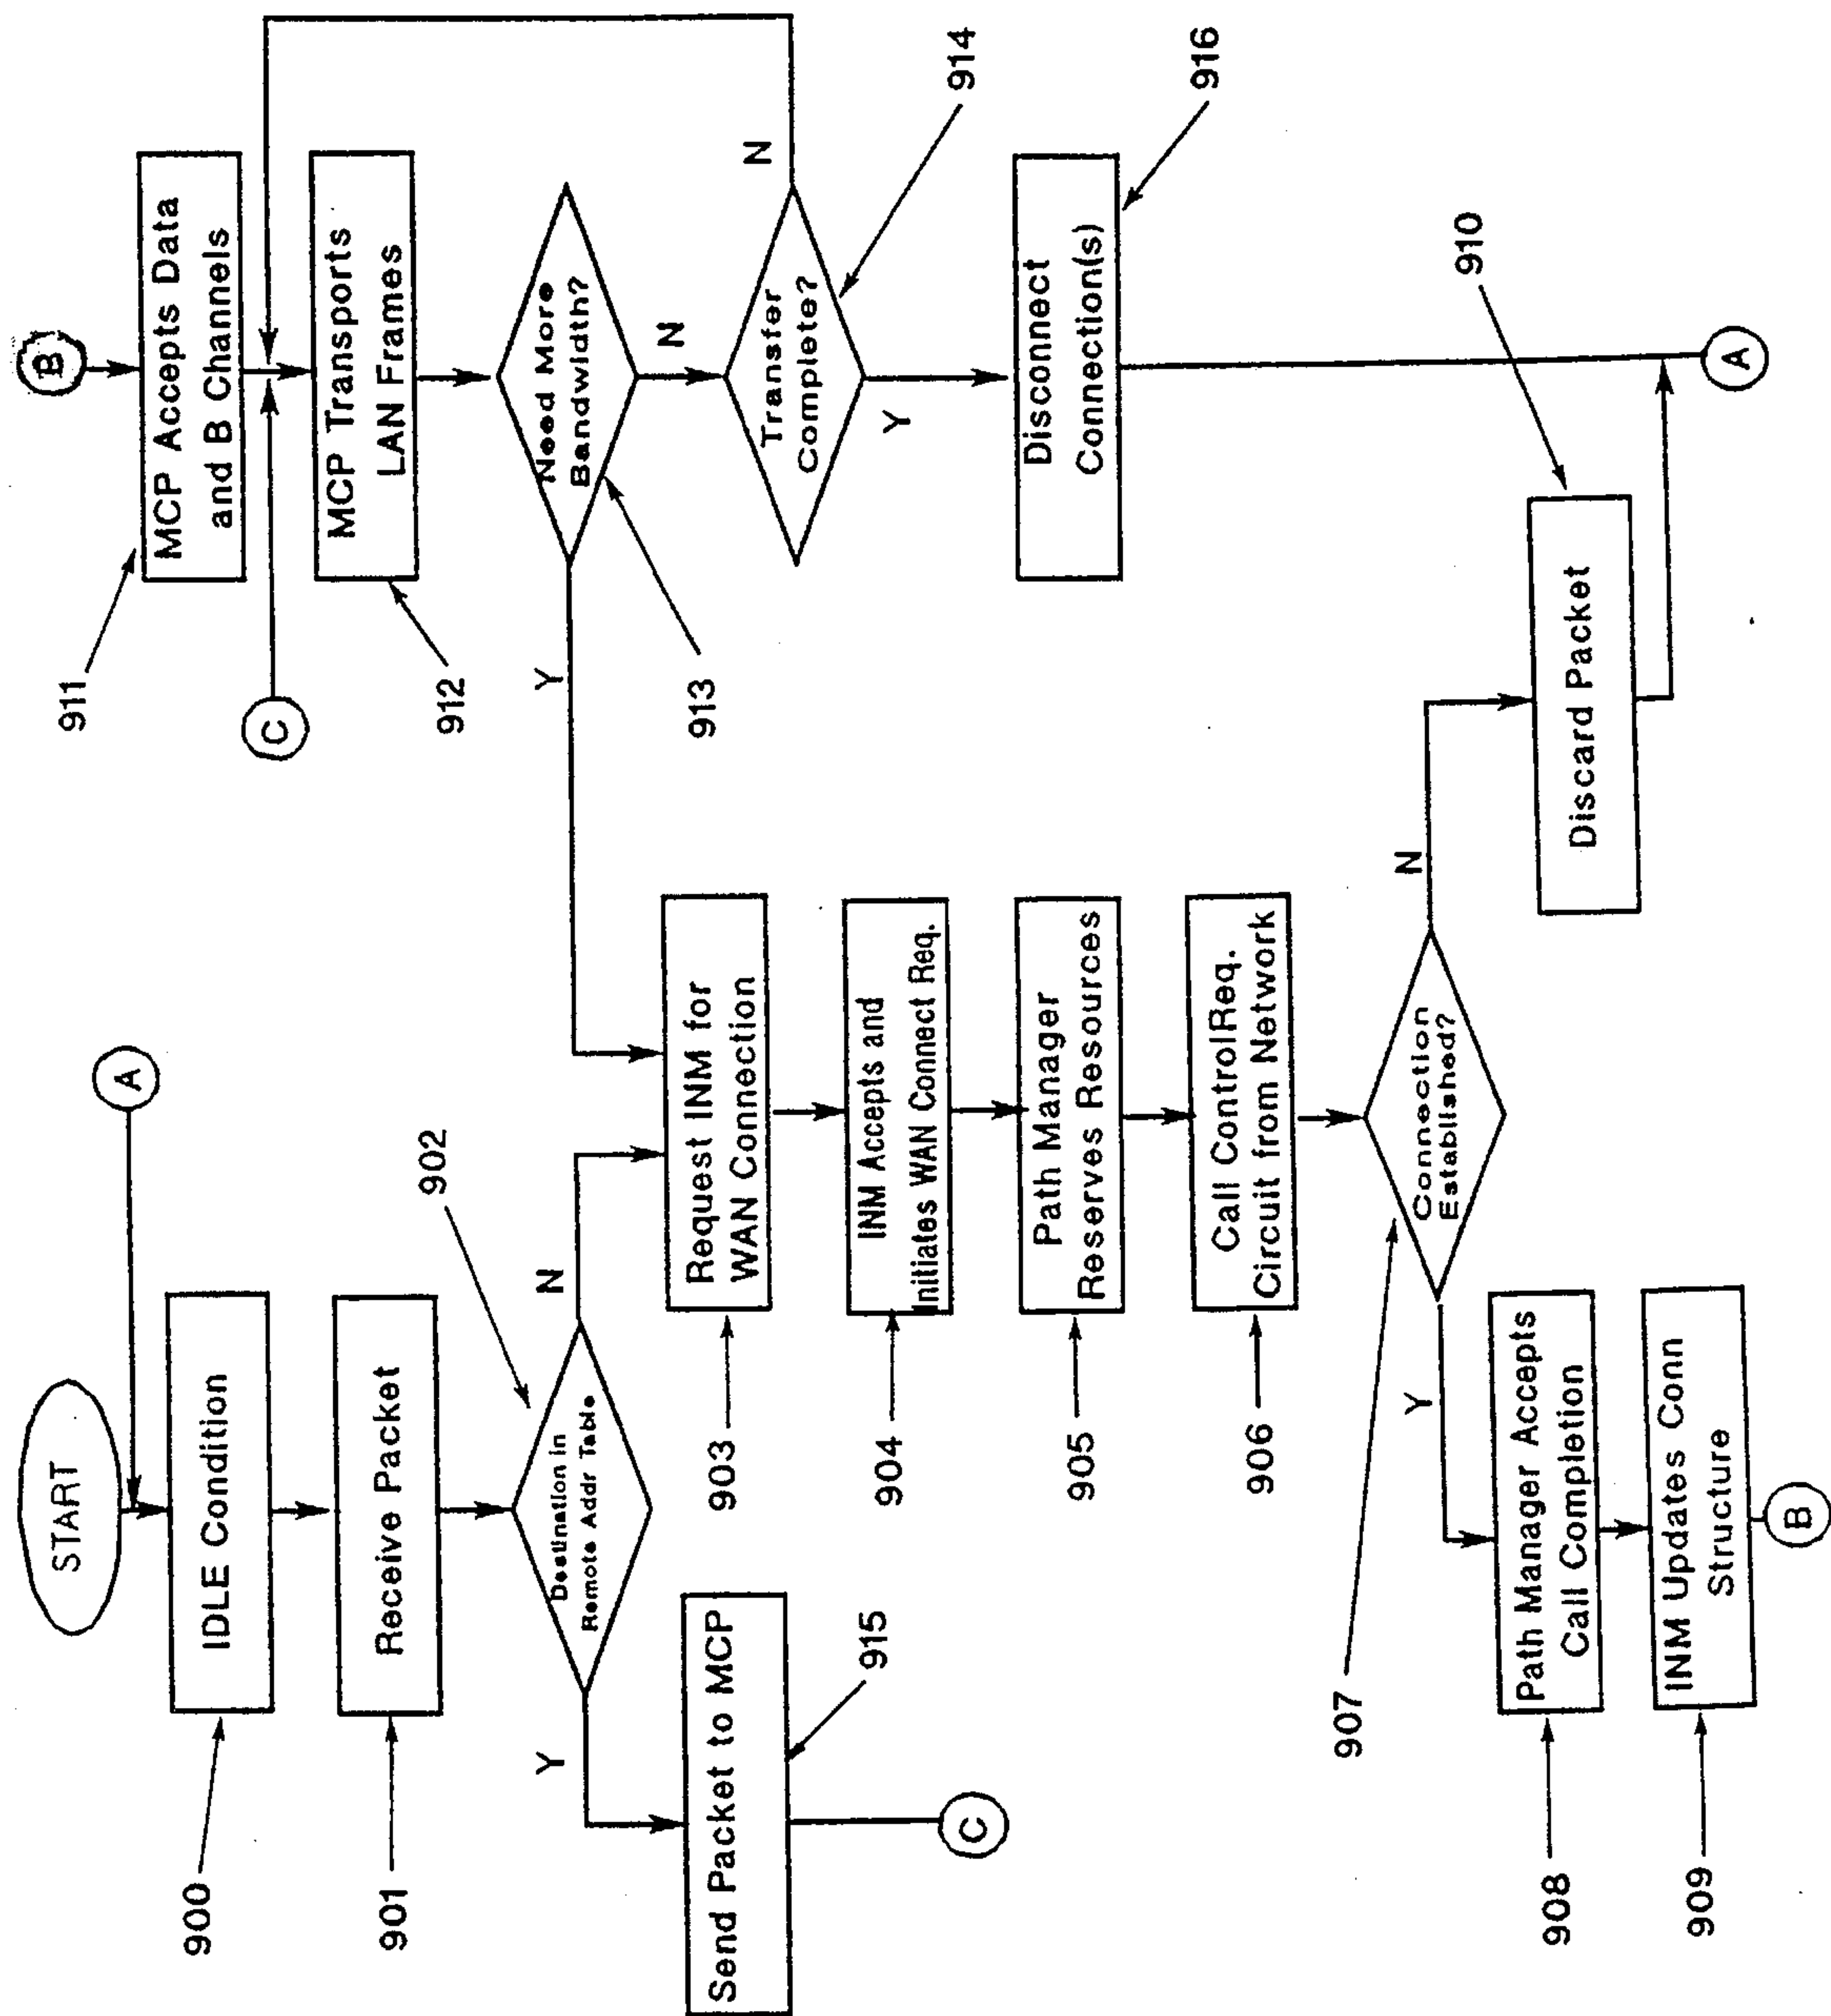 START
A
900
IDLE Condition
901
Receive Packet
902
Destination in
Remote Addr Table
Y
N
Send Packet to MCP
915
C
903
Request INM for
WAN Connection
904
INM Accepts and
Initiates WAN Connect Req.
905
Path Manager
Reserves Resources
906
Call ControlReq.
Circuit from Network
907
Connection
Established?
Y
N
908
Path Manager Accepts
Call Completion
909
INM Updates Conn
Structure
B
910
Discard Packet
A
B
911
MCP Accepts Data
and B Channels
C
912
MCP Transports
LAN Frames
913
Need More
Bandwidth?
Y
N
914
Transfer
Complete?
N
Y
916
Disconnect
Connection(s)